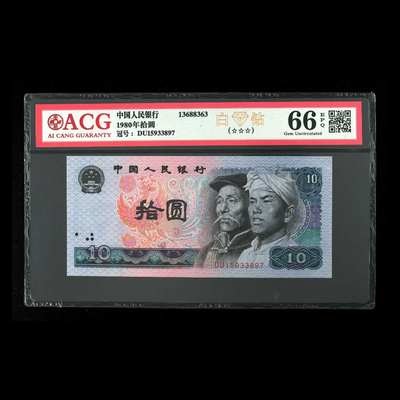 ACG
AI CANG GUARANTY
中国人民银行
1980年拾圆
冠号：DU15933897
13688363
白钻
(☆☆☆)
66 EPQ
Gem Uncirculated
中国人民银行
10
拾圆
DU15933897
10
10